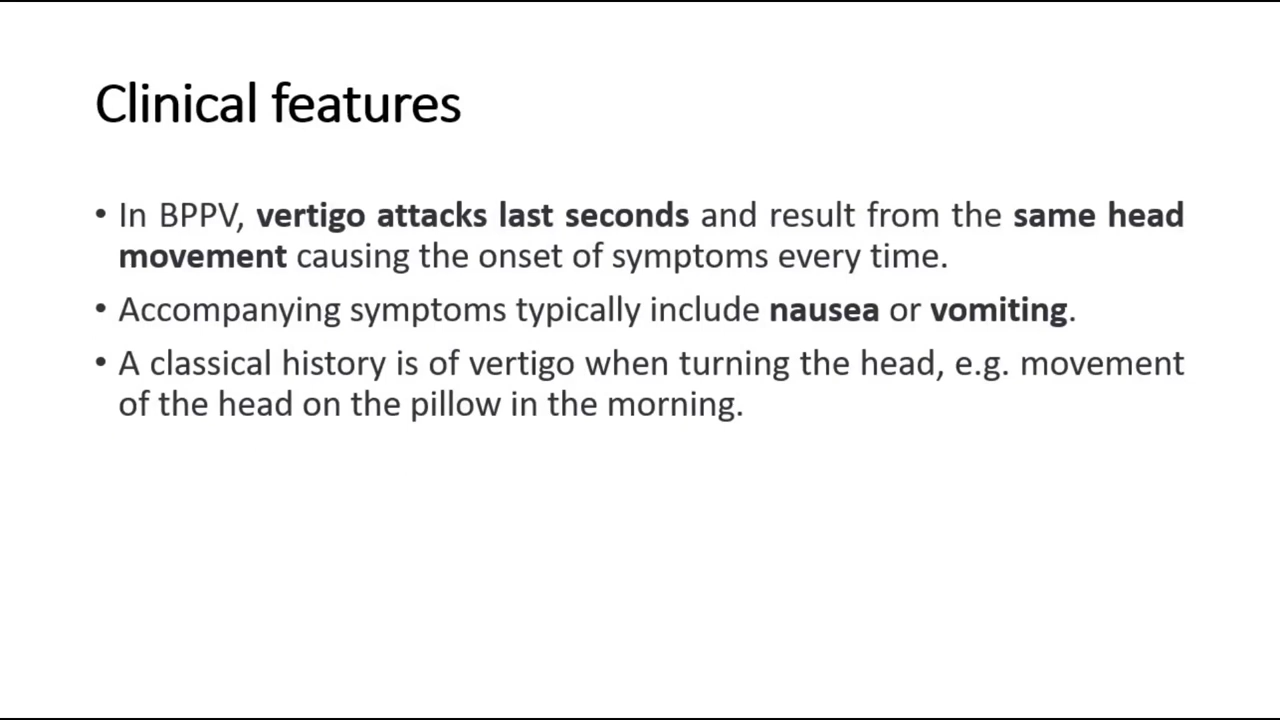 Clinical features
• In BPPV, vertigo attacks last seconds and result from the same head
movement causing the onset of symptoms every time.
• Accompanying symptoms typically include nausea or vomiting.
• A classical history is of vertigo when turning the head, e.g. movement
of the head on the pillow in the morning.